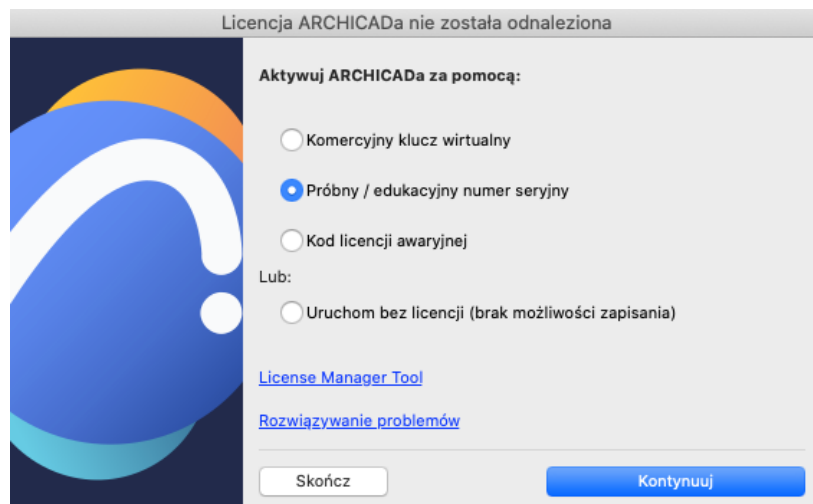 Licencja ARCHICADa nie została odnaleziona
Aktywuj ARCHICADa za pomocą:
Komercyjny klucz wirtualny
Próbny / edukacyjny numer seryjny
Kod licencji awaryjnej
Lub:
Uruchom bez licencji (brak możliwości zapisania)
License Manager Tool
Rozwiązywanie problemów
Skończ
Kontynuuj